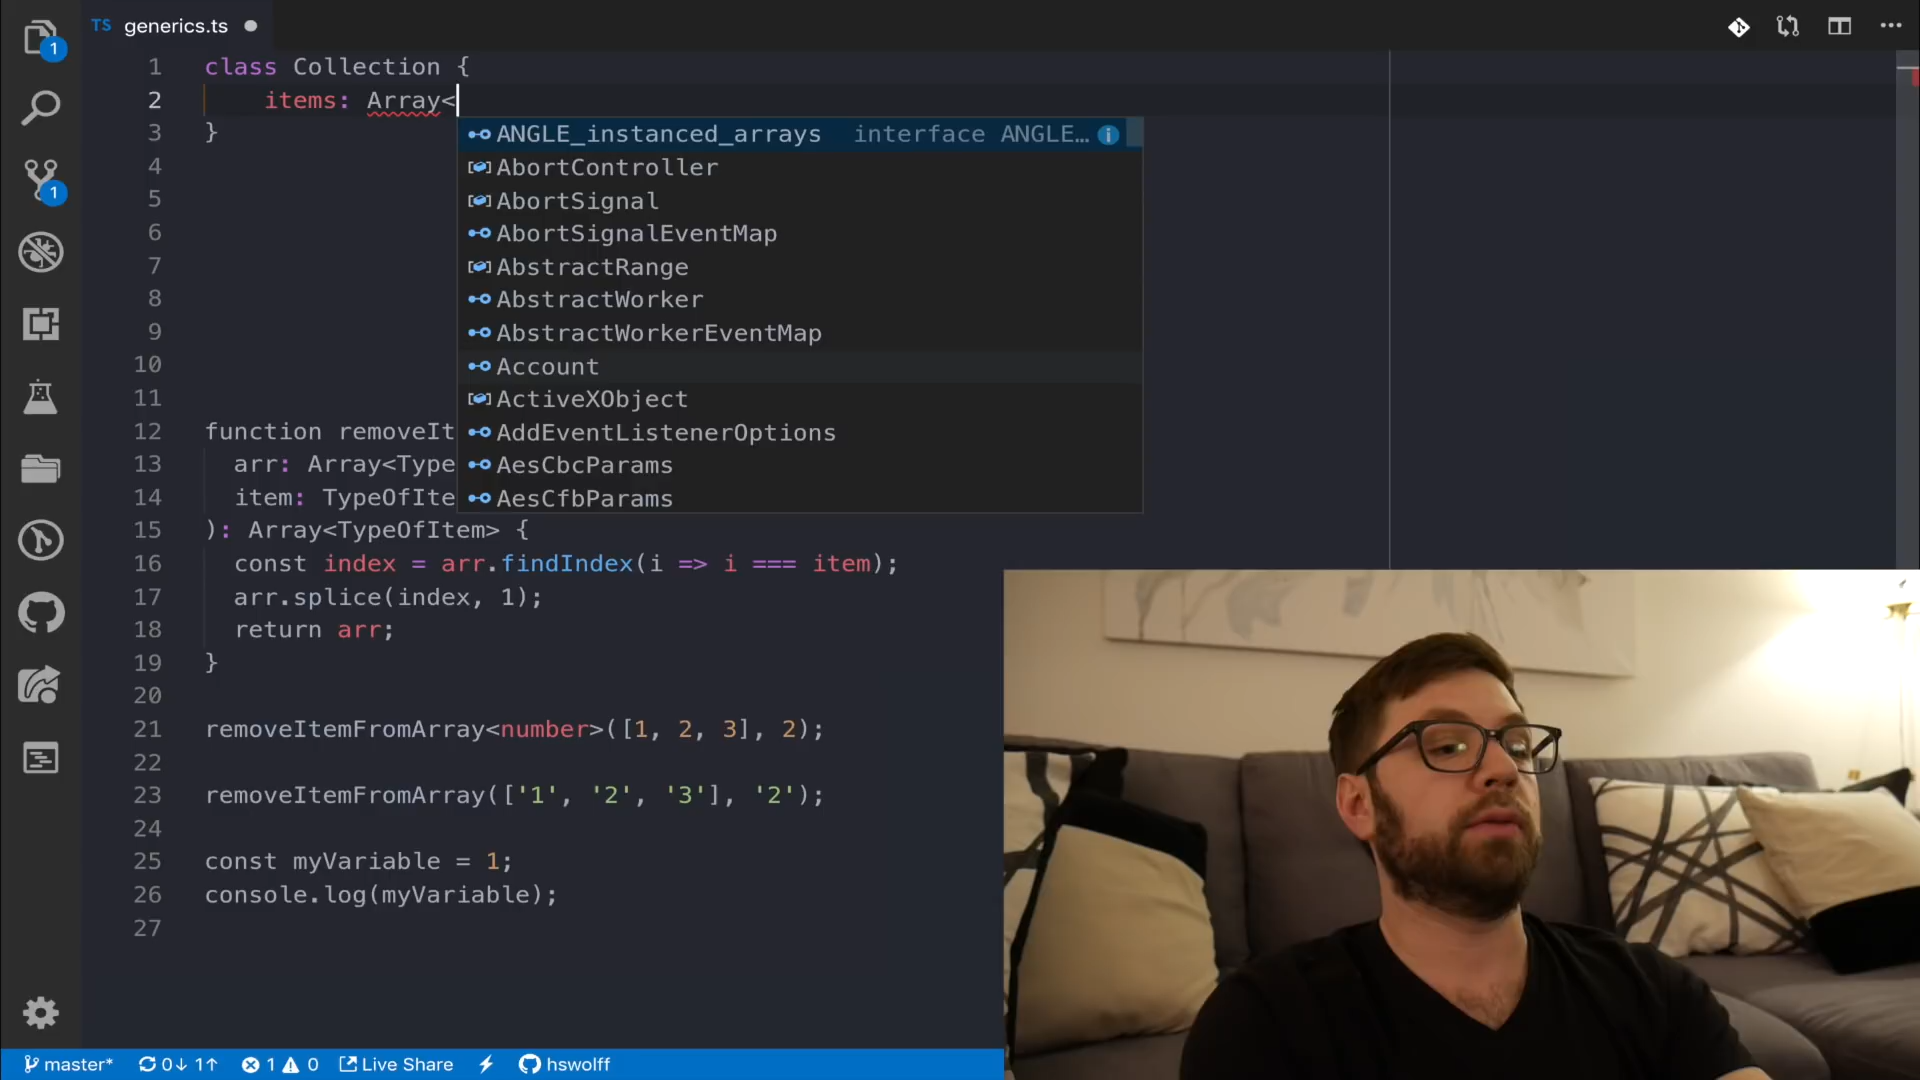 TS generics.ts
1 class Collection {
2 items: Array<
3 }
ANGLE_instanced_arrays interface ANGLE…
AbortController
AbortSignal
AbortSignalEventMap
AbstractRange
AbstractWorker
AbstractWorkerEventMap
Account
ActiveXObject
AddEventListenerOptions
AesCbcParams
AesCfbParams
4
5
6
7
8
9
10
11
12 function removeIt
13 arr: Array<Type
14 item: TypeOfIte
15 ): Array<TypeOfItem> {
16 const index = arr.findIndex(i => i === item);
17 arr.splice(index, 1);
18 return arr;
19 }
20
21 removeItemFromArray<number>([1, 2, 3], 2);
22
23 removeItemFromArray(['1', '2', '3'], '2');
24
25 const myVariable = 1;
26 console.log(myVariable);
27
1
1
master* 0↓ 1↑ 1 0 Live Share hswolff